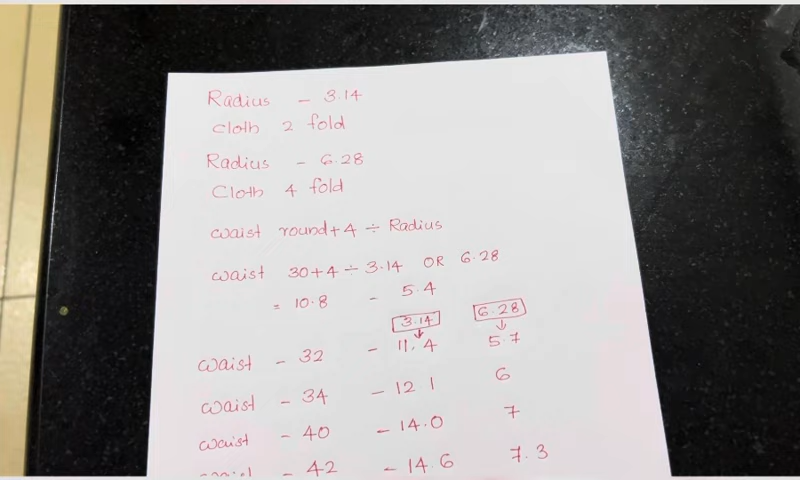 Radius - 3.14
Cloth 2 fold
Radius - 6.28
Cloth 4 fold
Waist round + 4 ÷ Radius
Waist 30 + 4 ÷ 3.14 OR 6.28
= 10.8 - 5.4
3.14 6.28
Waist - 32 - 11.4 5.7
Waist - 34 - 12.1 6
Waist - 40 - 14.0 7
- 42 - 14.6 7.3